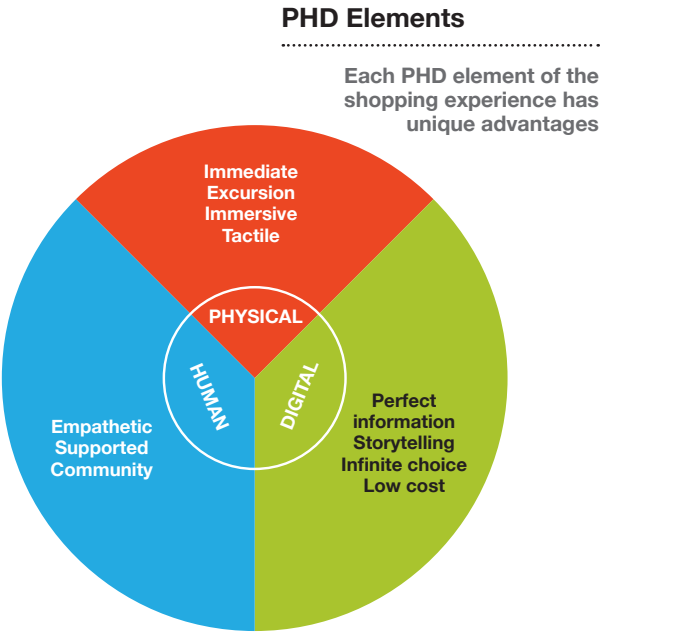 PHD Elements
Each PHD element of the
shopping experience has
unique advantages
Immediate
Excursion
Immersive
Tactile
PHYSICAL
HUMAN
DIGITAL
Empathetic
Supported
Community
Perfect
information
Storytelling
Infinite choice
Low cost